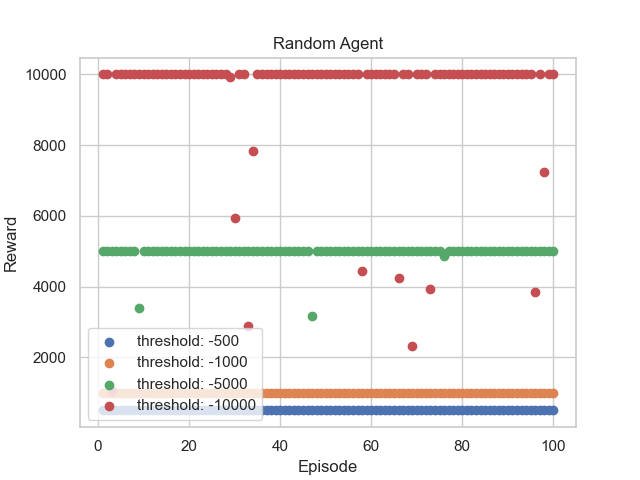 Random Agent
10000
8000
6000
4000
2000
Reward
threshold: -500
threshold: -1000
threshold: -5000
threshold: -10000
0
20
40
60
80
100
Episode